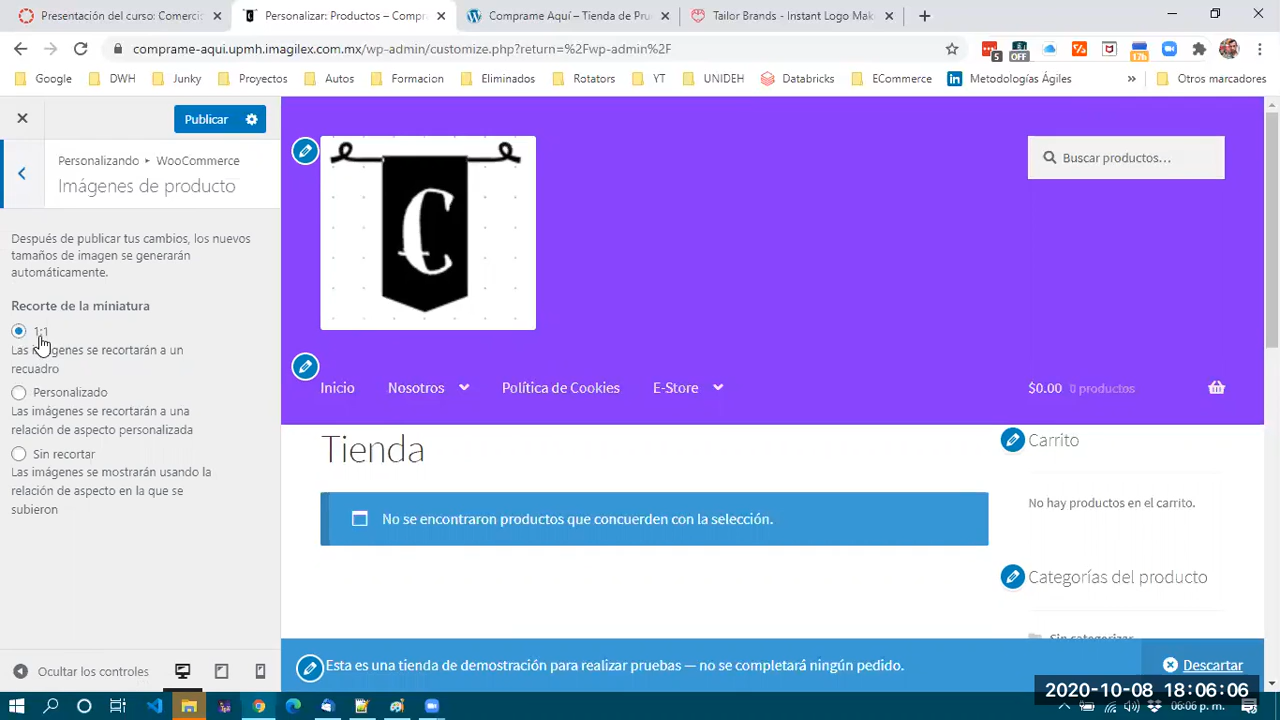 Presentación del curso: Comerci
Personalizar: Productos – Compr
Comprame Aquí – Tienda de Pru
Tailor Brands - Instant Logo Mak
comprame-aqui.upmh.imagilex.com.mx/wp-admin/customize.php?return=%2Fwp-admin%2F
5
OFF
17h
Google
DWH
Junky
Proyectos
Autos
Formacion
Eliminados
Rotators
YT
UNIDEH
Databricks
ECommerce
Metodologías Ágiles
»
Otros marcadores
Publicar
Personalizando ▸ WooCommerce
Imágenes de producto
Después de publicar tus cambios, los nuevos
tamaños de imagen se generarán
automáticamente.
Recorte de la miniatura
1:1
Las imágenes se recortarán a un
recuadro
Personalizado
Las imágenes se recortarán a una
relación de aspecto personalizada
Sin recortar
Las imágenes se mostrarán usando la
relación de aspecto en la que se
subieron
Ocultar los controles
C
Buscar productos…
Inicio
Nosotros
Política de Cookies
E-Store
$0.00 0 productos
Tienda
No se encontraron productos que concuerden con la selección.
Carrito
No hay productos en el carrito.
Categorías del producto
Sin categorizar
Esta es una tienda de demostración para realizar pruebas — no se completará ningún pedido.
Descartar
2020-10-08 18:06:06
06:06 p. m.